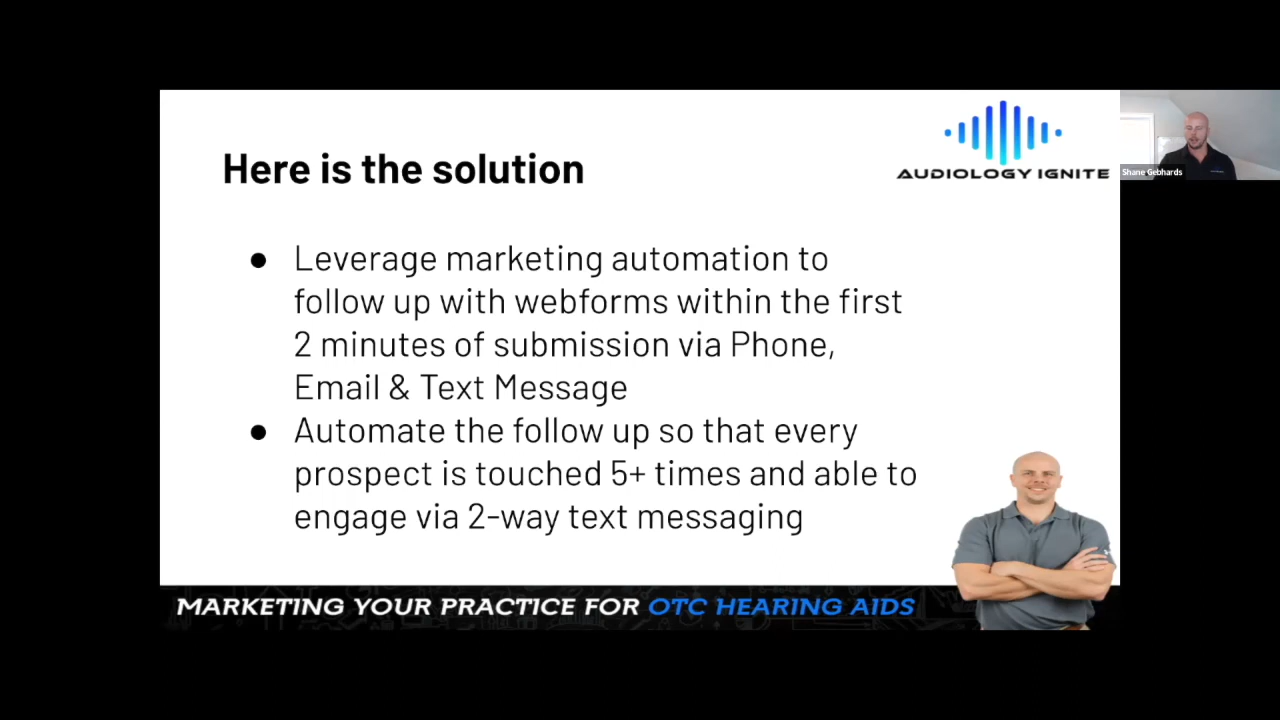 Here is the solution
AUDIOLOGY IGNITE
Shane Gebhards
● Leverage marketing automation to
follow up with webforms within the first
2 minutes of submission via Phone,
Email & Text Message
● Automate the follow up so that every
prospect is touched 5+ times and able to
engage via 2-way text messaging
MARKETING YOUR PRACTICE FOR OTC HEARING AIDS